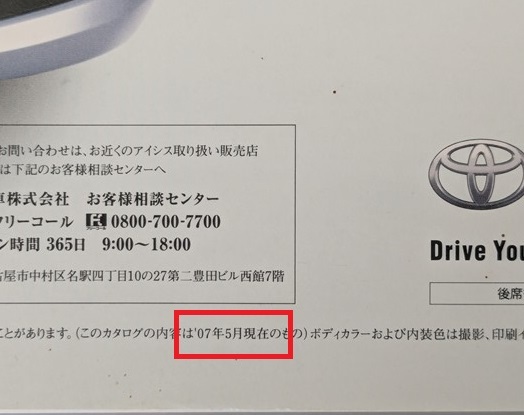 お問い合わせは、お近くのアイシス取り扱い販売店
は下記のお客様相談センターへ
車株式会社 お客様相談センター
フリーコール 0800-700-7700
ン時間 365日 9:00〜18:00
古屋市中村区名駅四丁目10の27第二豊田ビル西館7階
Drive You
後席
ことがあります。(このカタログの内容は'07年5月現在のもの)ボディカラーおよび内装色は撮影、印刷イ